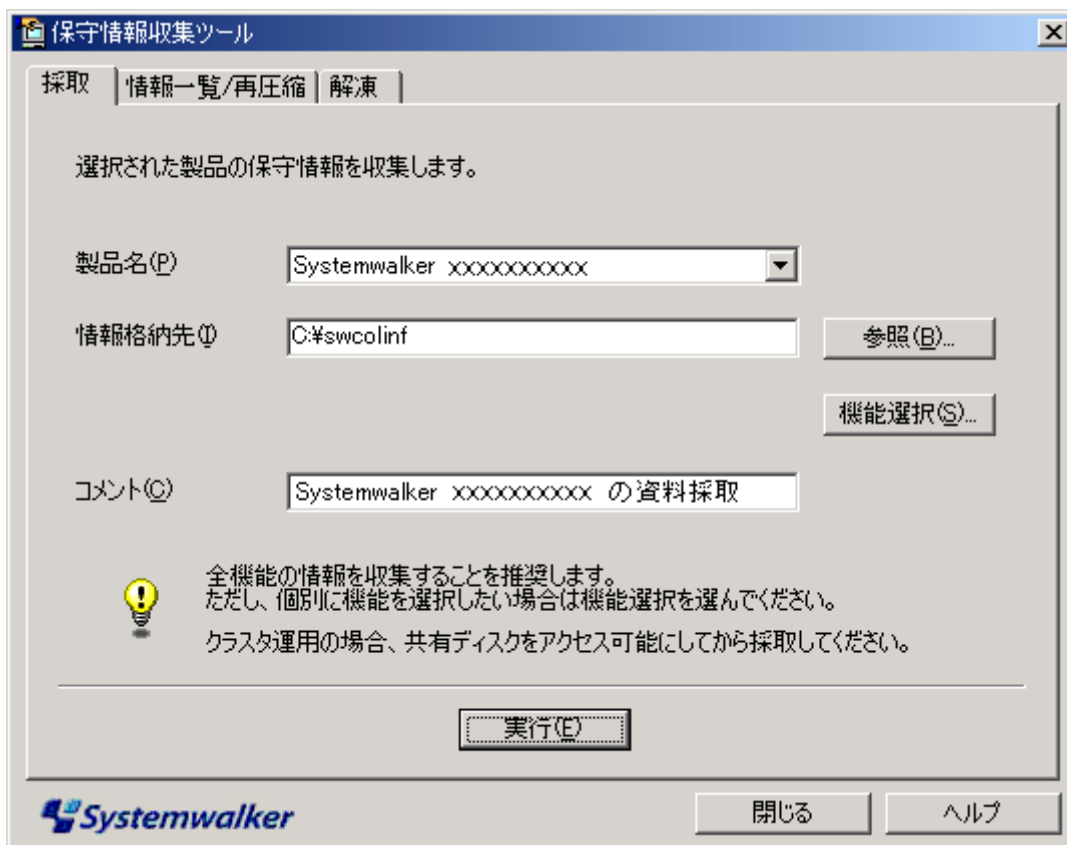 保守情報収集ツール
採取 情報一覧/再圧縮 解凍
選択された製品の保守情報を収集します。
製品名(P) Systemwalker xxxxxxxxxx
情報格納先(I) C:¥swcolinf 参照(B)...
機能選択(S)...
コメント(C) Systemwalker xxxxxxxxxx の資料採取
全機能の情報を収集することを推奨します。
ただし、個別に機能を選択したい場合は機能選択を選んでください。
クラスタ運用の場合、共有ディスクをアクセス可能にしてから採取してください。
実行(E)
Systemwalker 閉じる ヘルプ